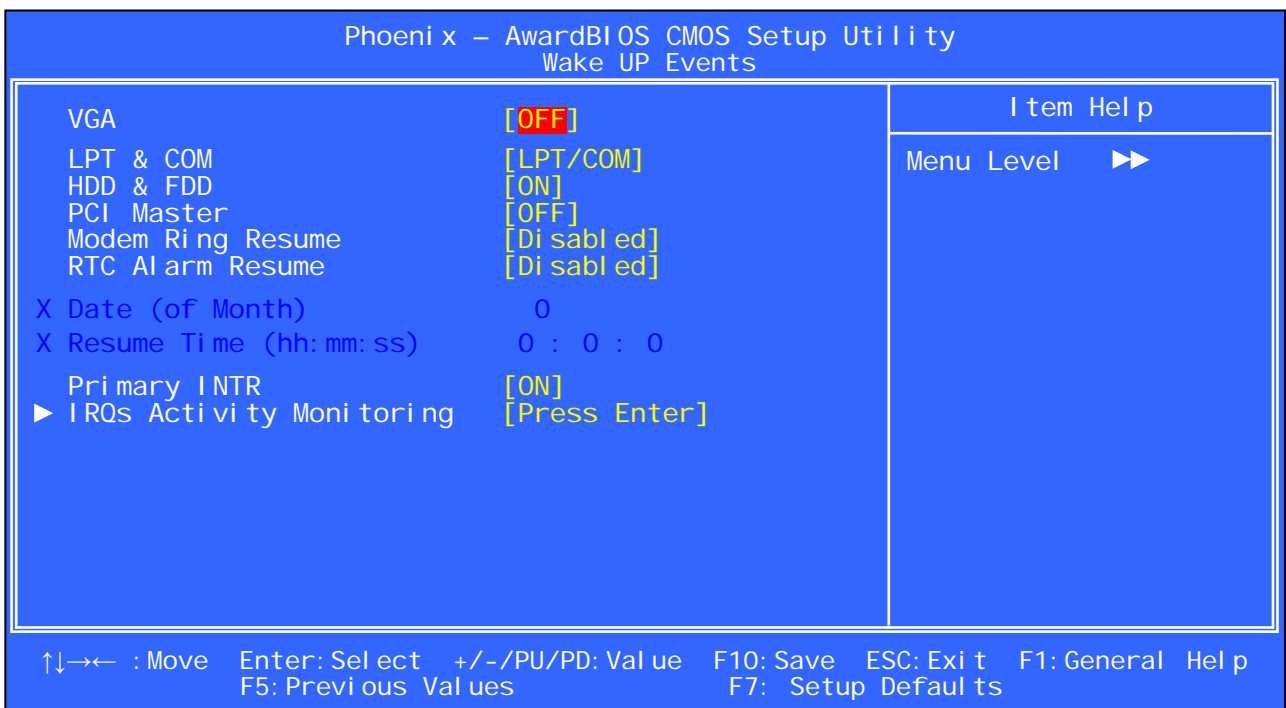 Phoenix – AwardBIOS CMOS Setup Utility
Wake UP Events
VGA [OFF]
LPT & COM [LPT/COM]
HDD & FDD [ON]
PCI Master [OFF]
Modem Ring Resume [Disabled]
RTC Alarm Resume [Disabled]
X Date (of Month) 0
X Resume Time (hh:mm:ss) 0 : 0 : 0
Primary INTR [ON]
► IRQs Activity Monitoring [Press Enter]
Item Help
Menu Level ►►
↑↓→← :Move Enter:Select +/-/PU/PD:Value F10:Save ESC:Exit F1:General Help
F5:Previous Values F7: Setup Defaults